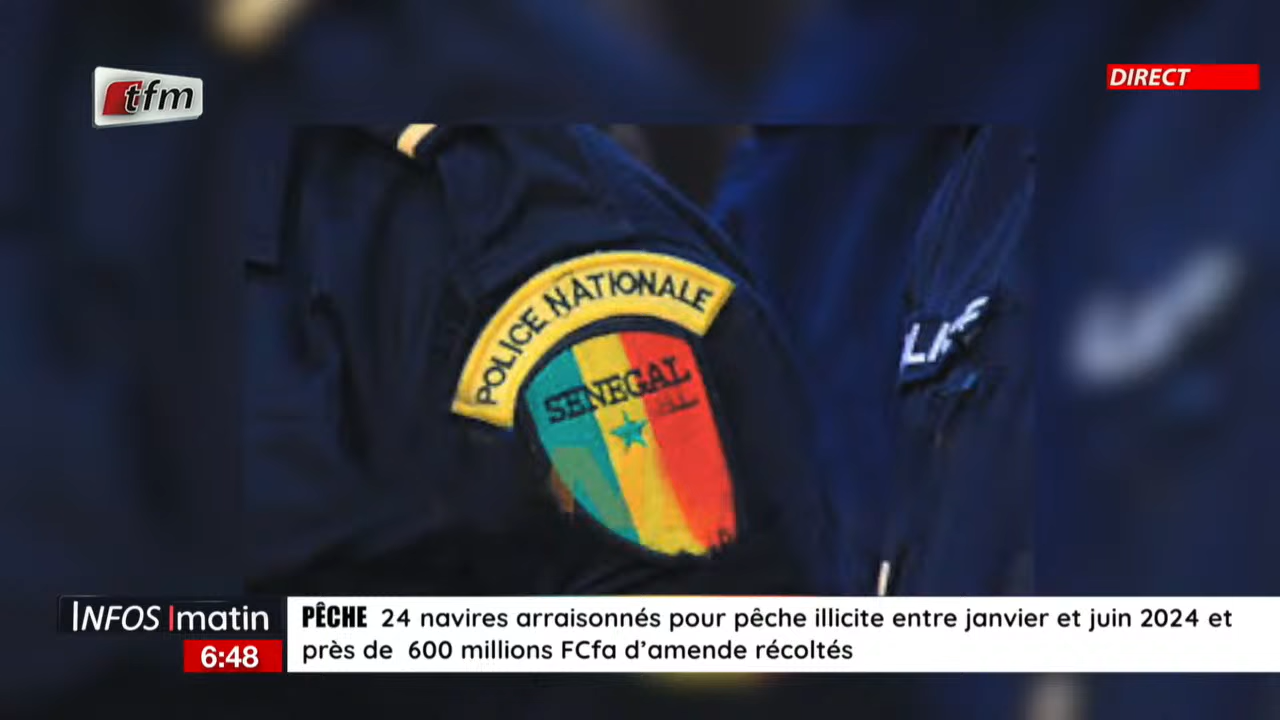 tfm
DIRECT
POLICE NATIONALE
SENEGAL
INFOS matin
6:48
PÊCHE 24 navires arraisonnés pour pêche illicite entre janvier et juin 2024 et
près de 600 millions FCfa d'amende récoltés